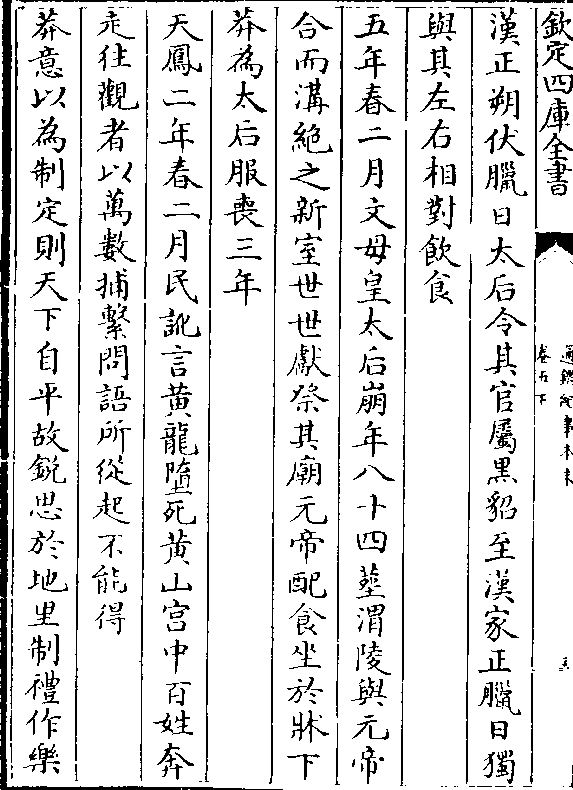 欽定四庫全書
通鑑紀事本末
卷五下
漢正朔伏臘日太后令其官屬黑貂至漢家正臘日獨
與其左右相對飲食
五年春二月文母皇太后崩年八十四塟渭陵與元帝
合而溝絶之新室世世獻祭其廟元帝配食坐於牀下
莽為太后服喪三年
天鳳二年春二月民訛言黄龍墮死黄山宫中百姓奔
走往觀者以萬數捕繫問語所從起不能得
莽意以為制定則天下自平故鋭思於地里制禮作樂